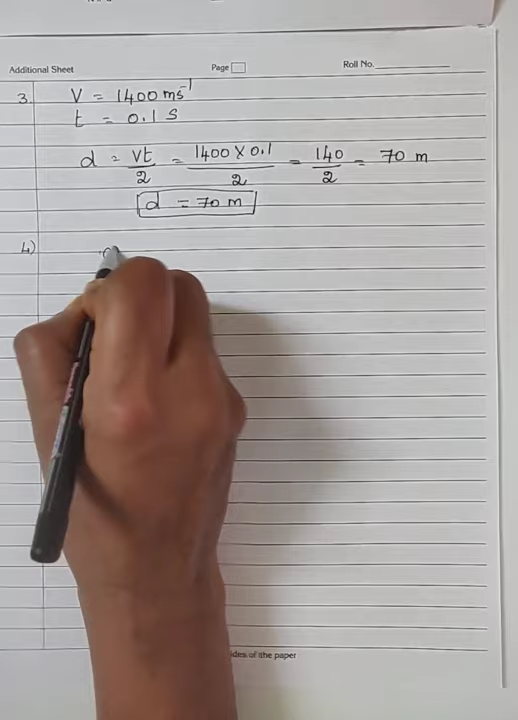 Additional Sheet Page Roll No.
3. V = 1400 ms⁻¹
t = 0.1 s
d = Vt/2 = 1400 X 0.1/2 = 140/2 = 70 m
d = 70 m
4)
ides of the paper